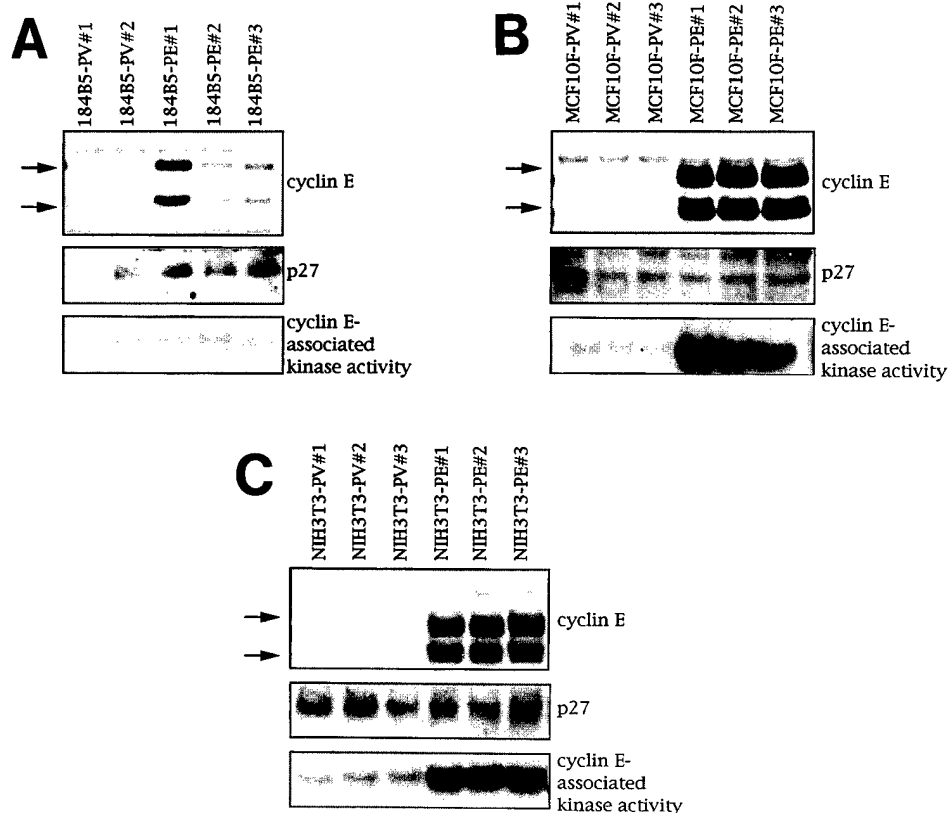 A
184B5-PV#1
184B5-PV#2
184B5-PE#1
184B5-PE#2
184B5-PE#3
cyclin E
p27
cyclin E-
associated
kinase activity
B
MCF10F-PV#1
MCF10F-PV#2
MCF10F-PV#3
MCF10F-PE#1
MCF10F-PE#2
MCF10F-PE#3
cyclin E
p27
cyclin E-
associated
kinase activity
C
NIH3T3-PV#1
NIH3T3-PV#2
NIH3T3-PV#3
NIH3T3-PE#1
NIH3T3-PE#2
NIH3T3-PE#3
cyclin E
p27
cyclin E-
associated
kinase activity